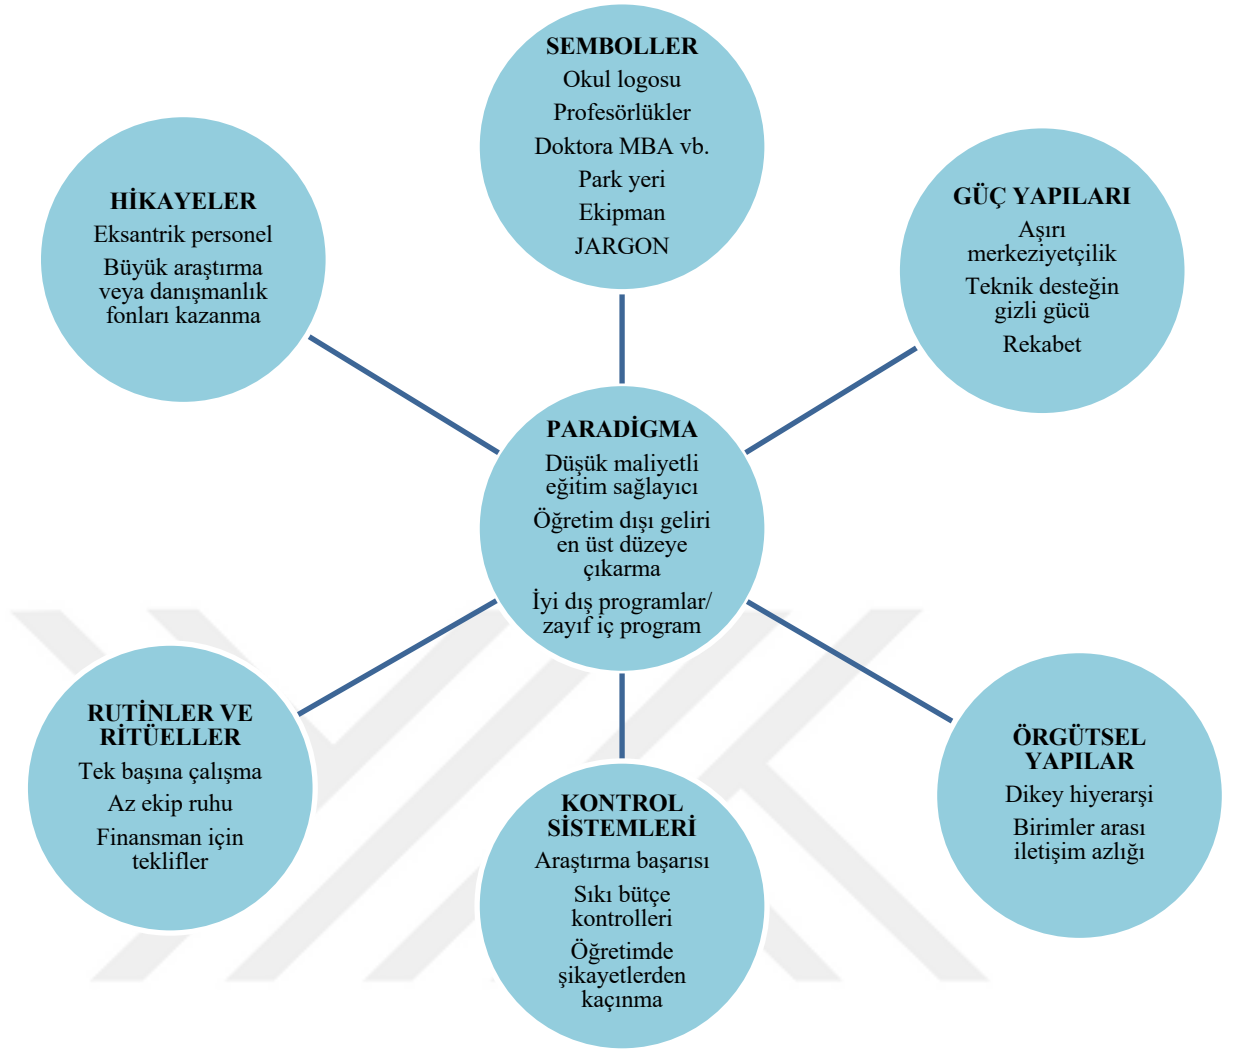 SEMBOLLER
Okul logosu
Profesörlükler
Doktora MBA vb.
Park yeri
Ekipman
JARGON
HİKAYELER
Eksantrik personel
Büyük araştırma
veya danışmanlık
fonları kazanma
GÜÇ YAPILARI
Aşırı
merkeziyetçilik
Teknik desteğin
gizli gücü
Rekabet
PARADİGMA
Düşük maliyetli
eğitim sağlayıcı
Öğretim dışı geliri
en üst düzeye
çıkarma
İyi dış programlar/
zayıf iç program
RUTİNLER VE
RİTÜELLER
Tek başına çalışma
Az ekip ruhu
Finansman için
teklifler
KONTROL
SİSTEMLERİ
Araştırma başarısı
Sıkı bütçe
kontrolleri
Öğretimde
şikayetlerden
kaçınma
ÖRGÜTSEL
YAPILAR
Dikey hiyerarşi
Birimler arası
iletişim azlığı